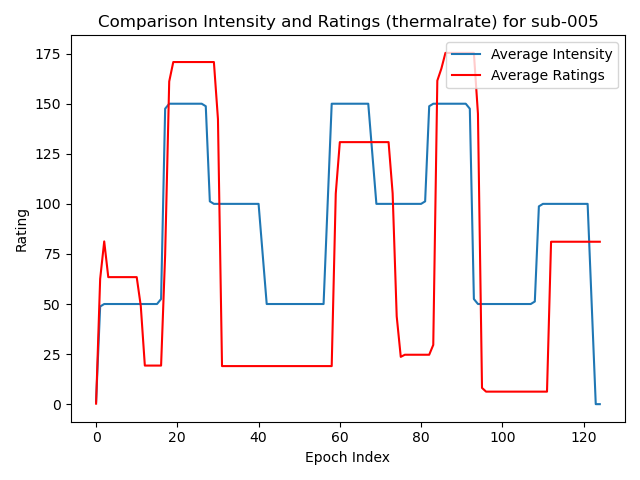 Comparison Intensity and Ratings (thermalrate) for sub-005
Average Intensity
Average Ratings
Rating
175
150
125
100
75
50
25
0
0 20 40 60 80 100 120
Epoch Index